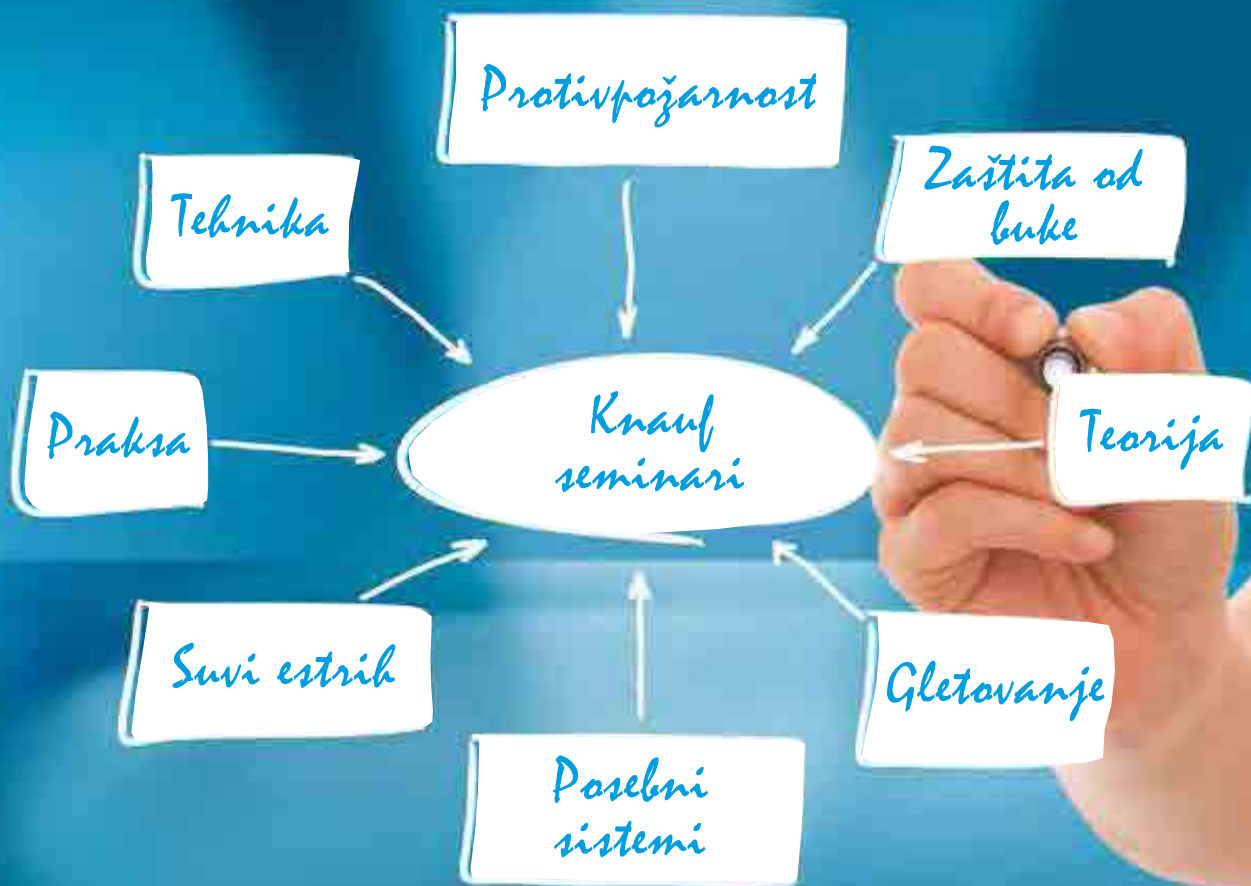 Protivpožarnost
Zaštita od
buke
Tehnika
Knauf
seminari
Praksa
Teorija
Suvi estrih
Gletovanje
Posebni
sistemi